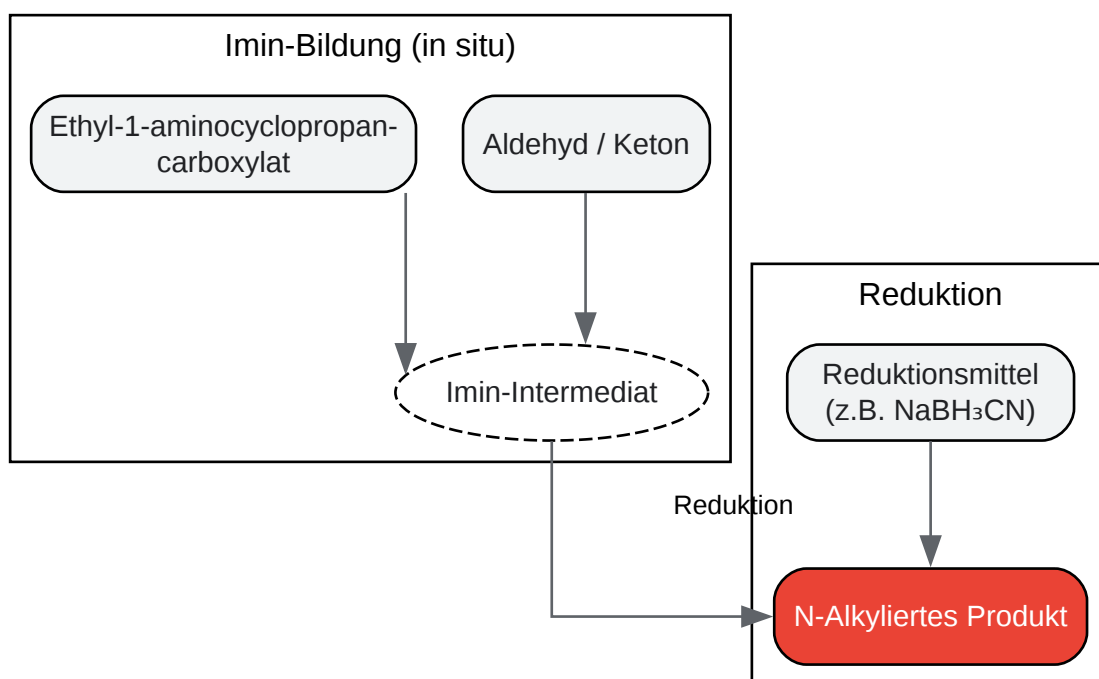 Imin-Bildung (in situ)
Ethyl-1-aminocyclopropan-
carboxylat
Aldehyd / Keton
Imin-Intermediat
Reduktion
Reduktion
Reduktionsmittel
(z.B. NaBH₃CN)
N-Alkyliertes Produkt